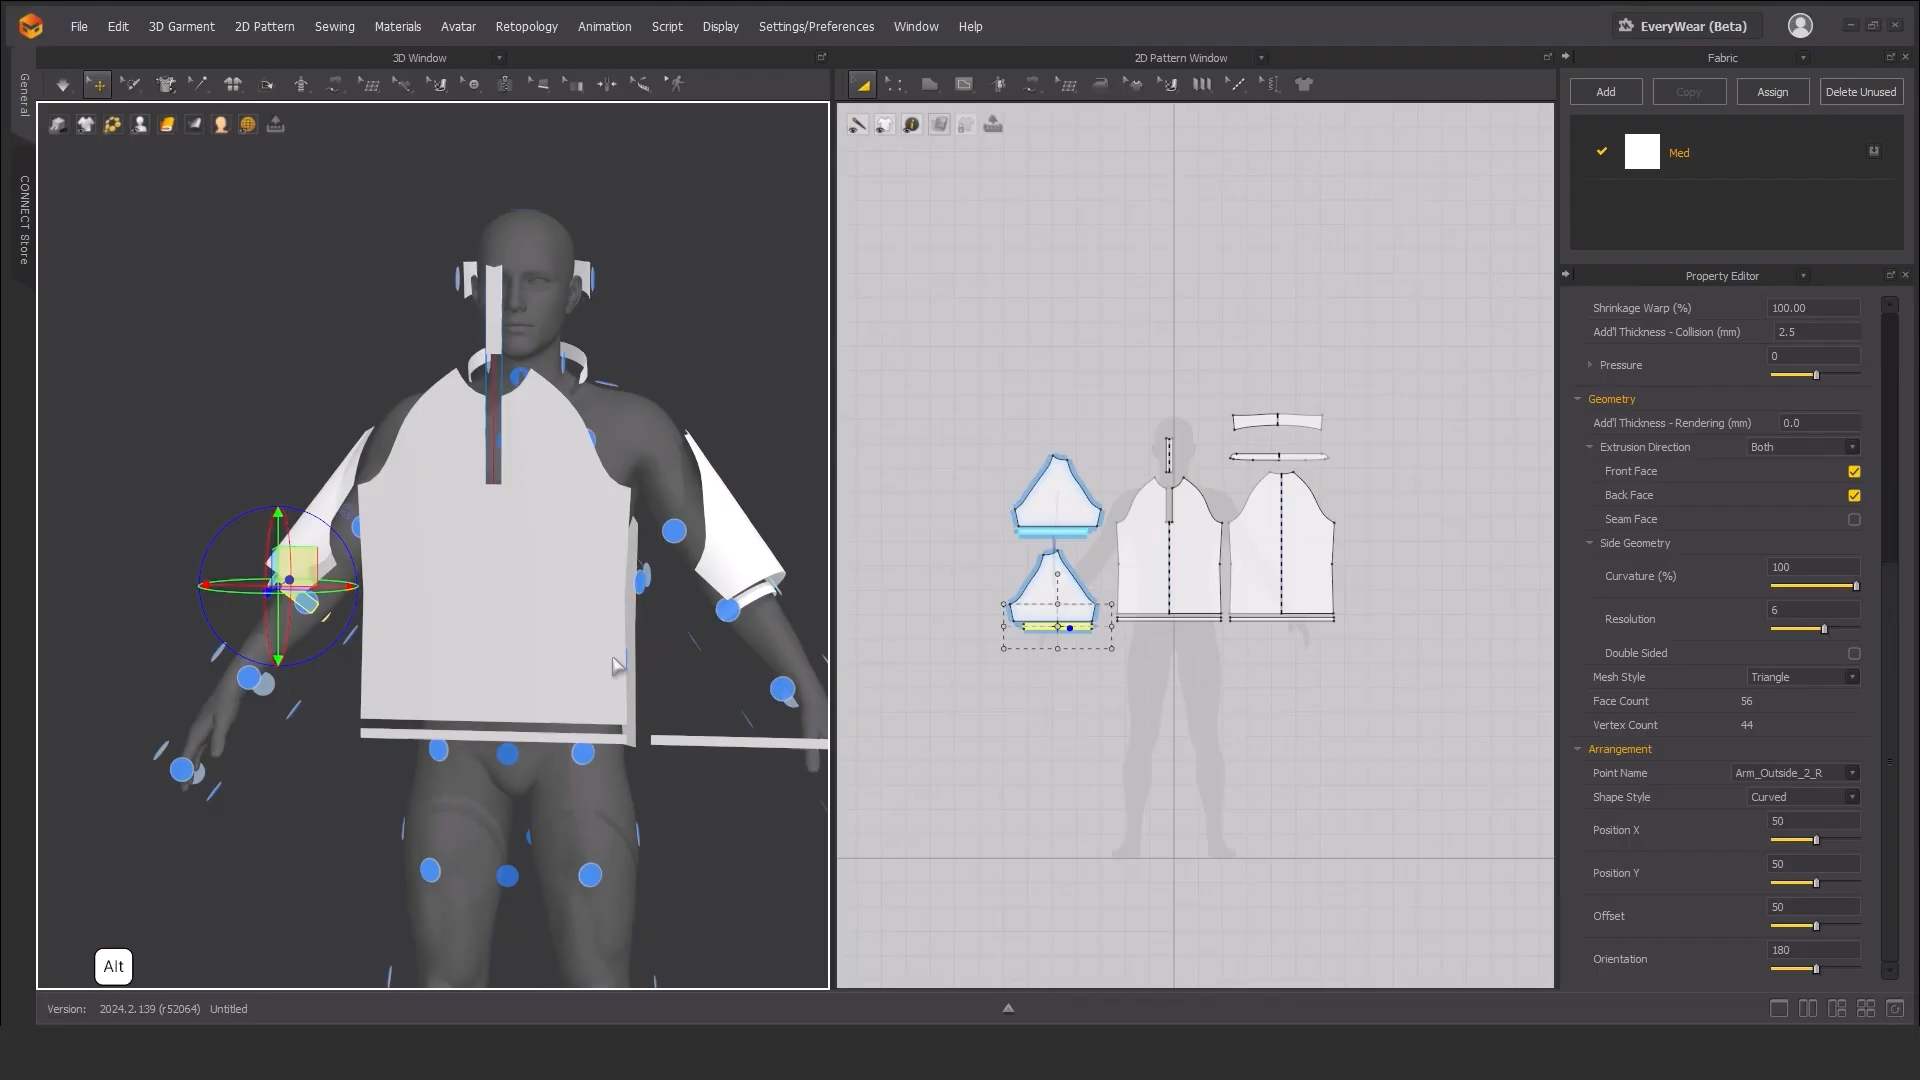 File Edit 3D Garment 2D Pattern Sewing Materials Avatar Retopology Animation Script Display Settings/Preferences Window Help
EveryWear (Beta)
3D Window
2D Pattern Window
Fabric
General
CONNECT Store
Add Copy Assign Delete Unused
Med
Property Editor
Shrinkage Warp (%) 100.00
Add'l Thickness - Collision (mm) 2.5
Pressure 0
Geometry
Add'l Thickness - Rendering (mm) 0.0
Extrusion Direction Both
Front Face
Back Face
Seam Face
Side Geometry
Curvature (%) 100
Resolution 6
Double Sided
Mesh Style Triangle
Face Count 56
Vertex Count 44
Arrangement
Point Name Arm_Outside_2_R
Shape Style Curved
Position X 50
Position Y 50
Offset 50
Orientation 180
Alt
Version: 2024.2.139 (r52064) Untitled